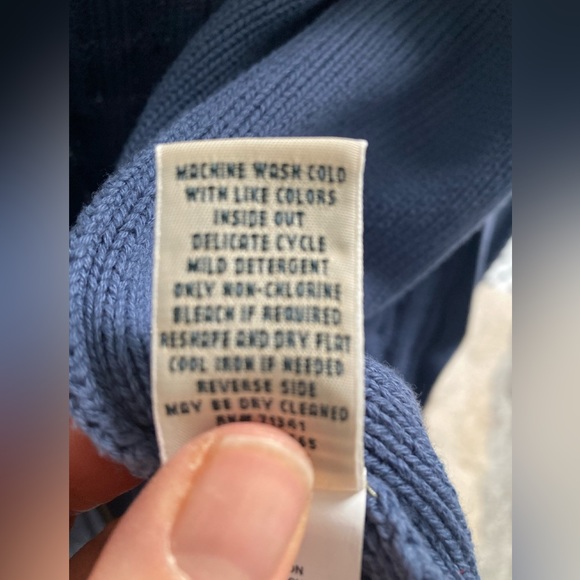 MACHINE WASH COLD
WITH LIKE COLORS
INSIDE OUT
DELICATE CYCLE
MILD DETERGENT
ONLY NON-CHLORINE
BLEACH IF REQUIRED
RESHAPE AND DRY FLAT
COOL IRON IF NEEDED
REVERSE SIDE
MAY BE DRY CLEANED